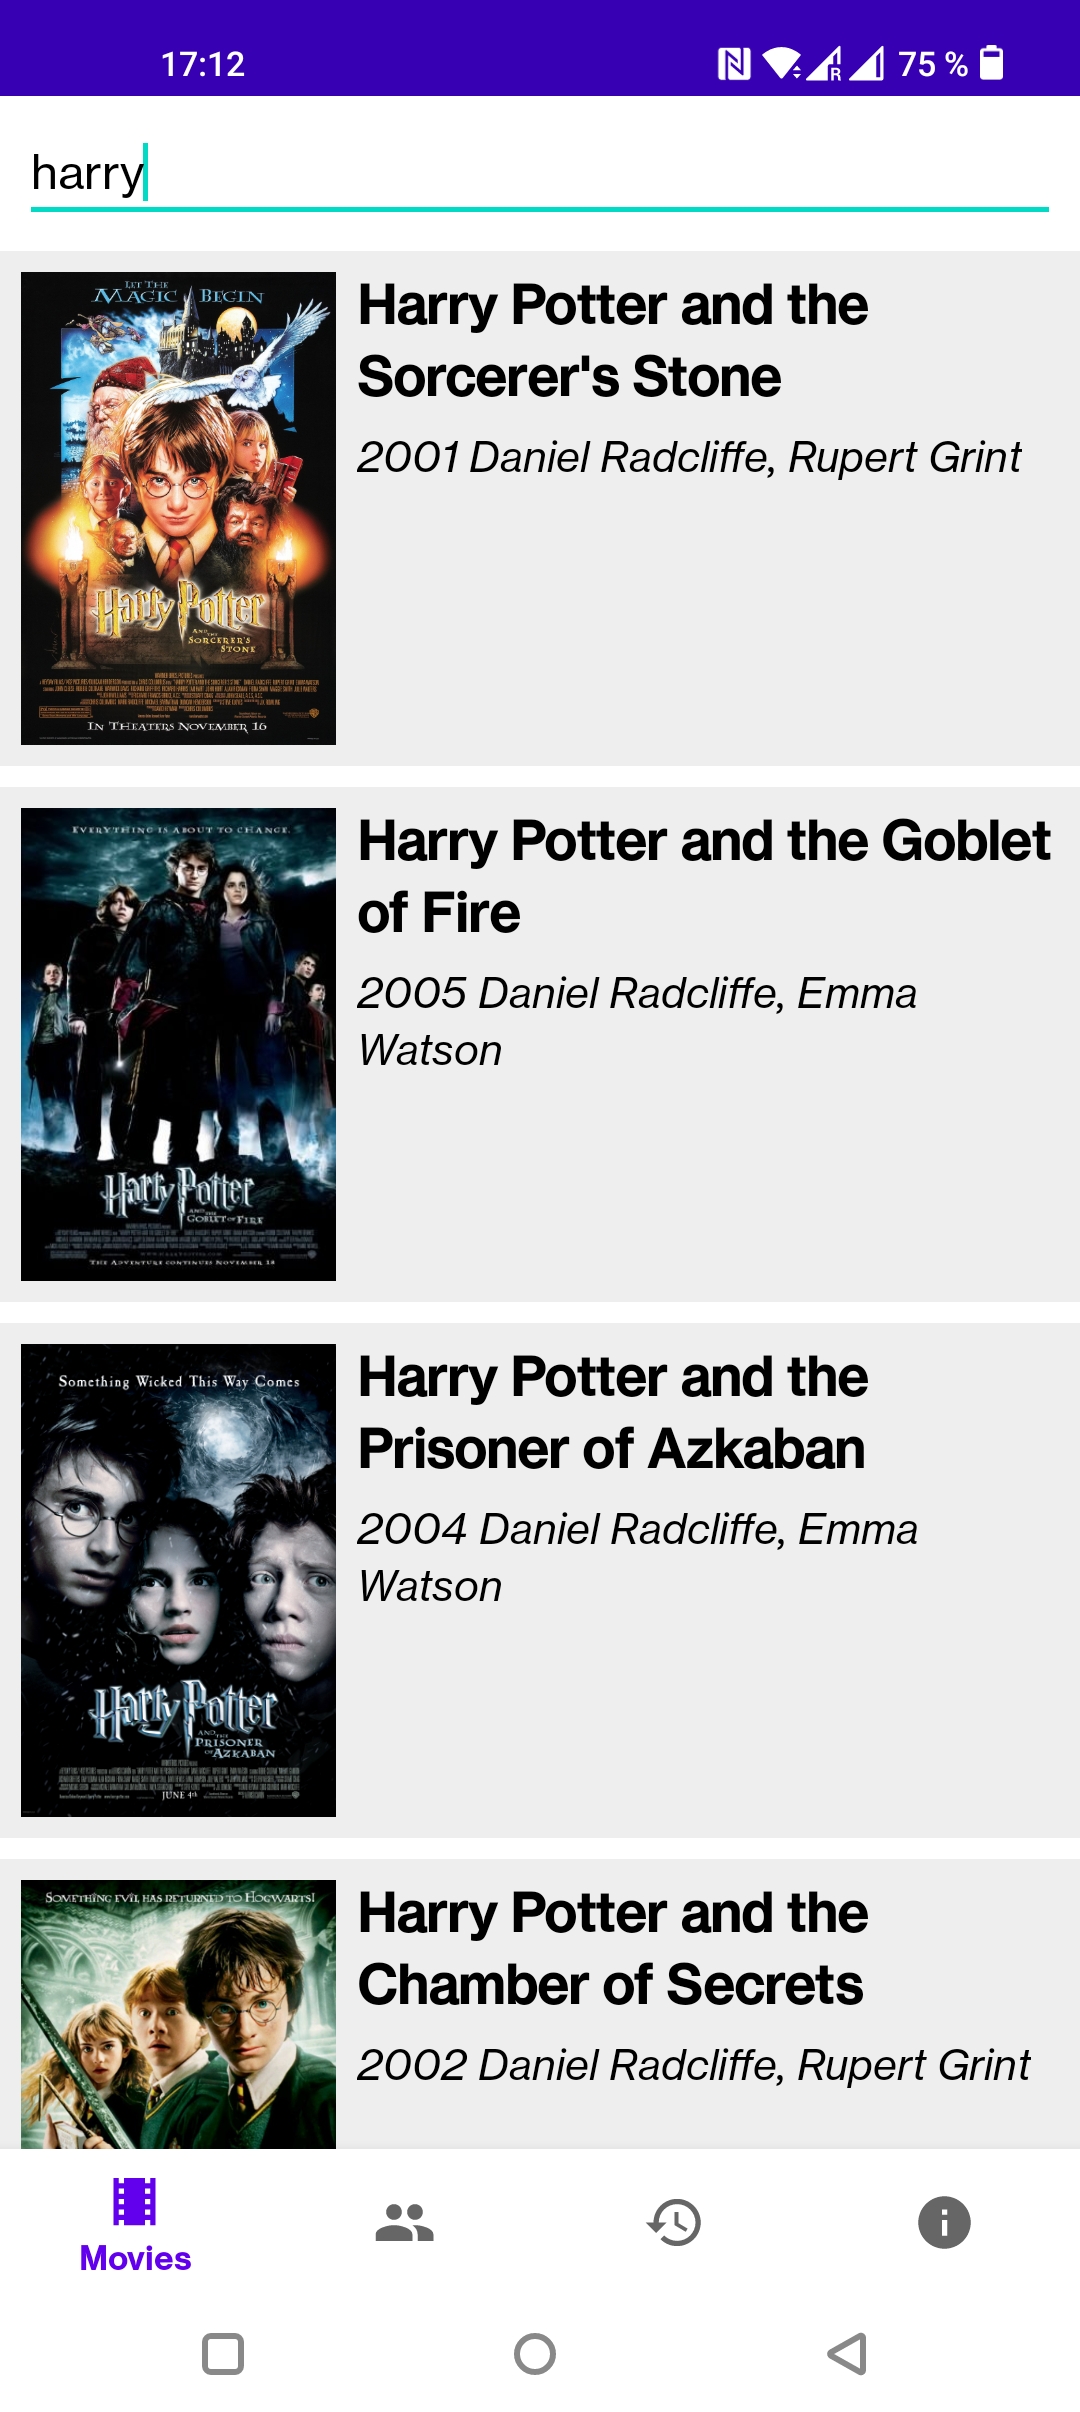 17:12
75 %
harry
LET THE
MAGIC BEGIN
Harry Potter
AND THE
SORCERER'S
STONE
IN THEATERS NOVEMBER 16
Harry Potter and the
Sorcerer's Stone
2001 Daniel Radcliffe, Rupert Grint
EVERYTHING IS ABOUT TO CHANGE.
Harry Potter
AND THE
GOBLET OF FIRE
THE ADVENTURE CONTINUES NOVEMBER 18
Harry Potter and the Goblet
of Fire
2005 Daniel Radcliffe, Emma
Watson
Something Wicked This Way Comes
Harry Potter
AND THE
PRISONER
OF AZKABAN
JUNE 4th
Harry Potter and the
Prisoner of Azkaban
2004 Daniel Radcliffe, Emma
Watson
SOMETHING EVIL HAS RETURNED TO HOGWARTS!
Harry Potter and the
Chamber of Secrets
2002 Daniel Radcliffe, Rupert Grint
Movies